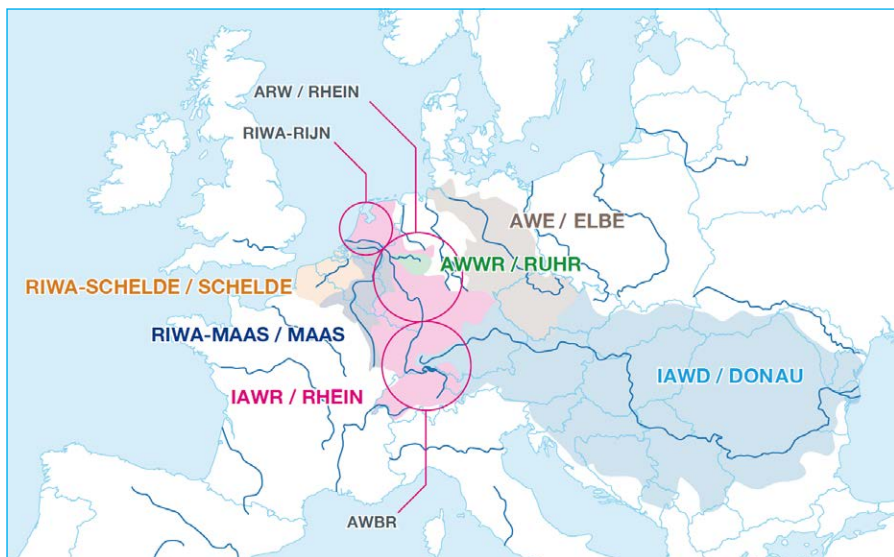 ARW / RHEIN
RIWA-RIJN
AWE / ELBE
AWWR / RUHR
RIWA-SCHELDE / SCHELDE
RIWA-MAAS / MAAS
IAWD / DONAU
IAWR / RHEIN
AWBR